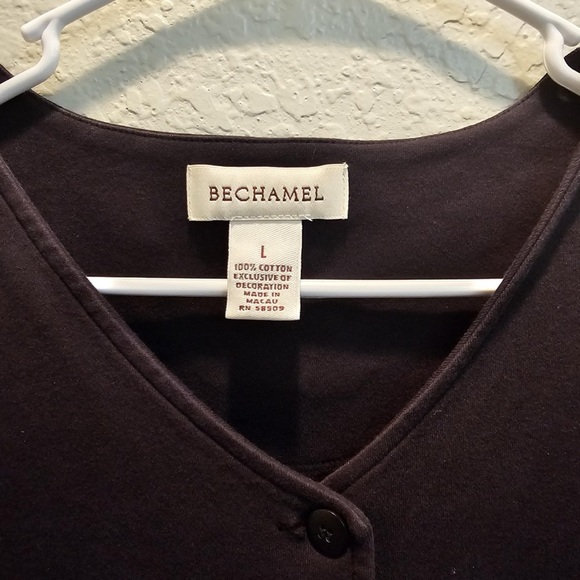 BECHAMEL
L
100% COTTON
EXCLUSIVE OF
DECORATION
MADE IN
MACAU
RN 58909